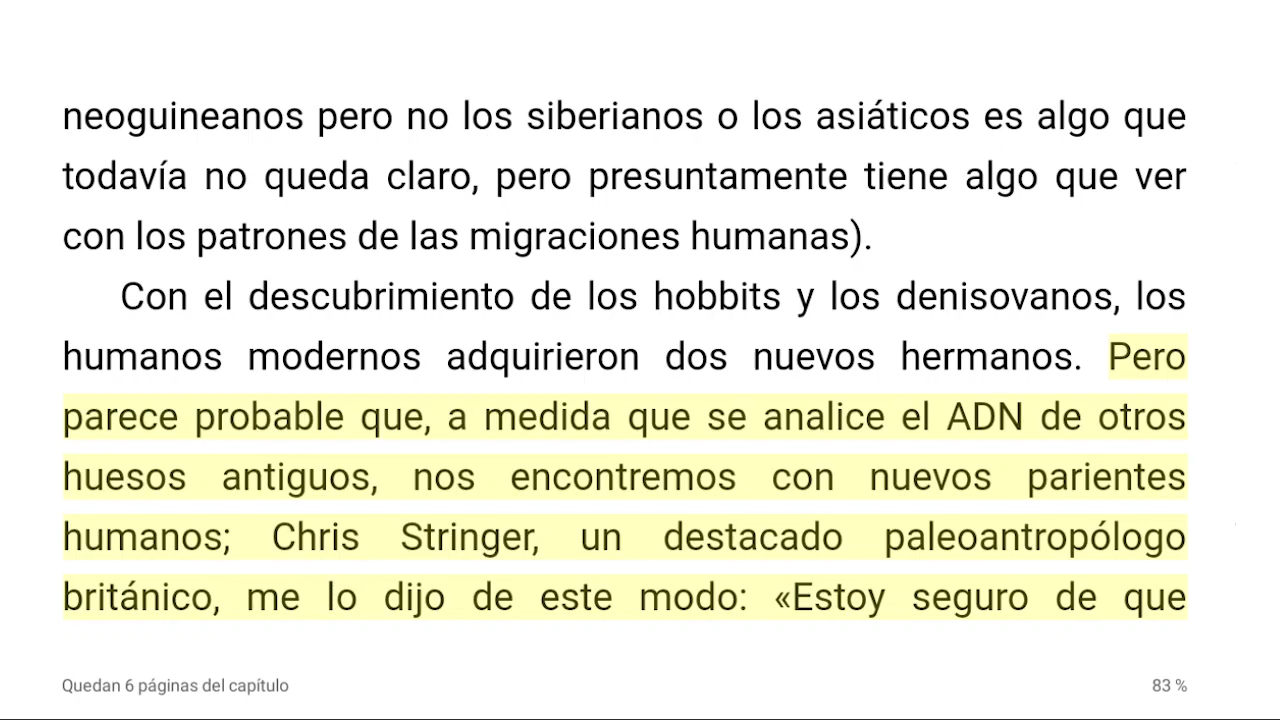 neoguineanos pero no los siberianos o los asiáticos es algo que
todavía no queda claro, pero presuntamente tiene algo que ver
con los patrones de las migraciones humanas).
Con el descubrimiento de los hobbits y los denisovanos, los
humanos modernos adquirieron dos nuevos hermanos. Pero
parece probable que, a medida que se analice el ADN de otros
huesos antiguos, nos encontremos con nuevos parientes
humanos; Chris Stringer, un destacado paleoantropólogo
británico, me lo dijo de este modo: «Estoy seguro de que
Quedan 6 páginas del capítulo
83 %